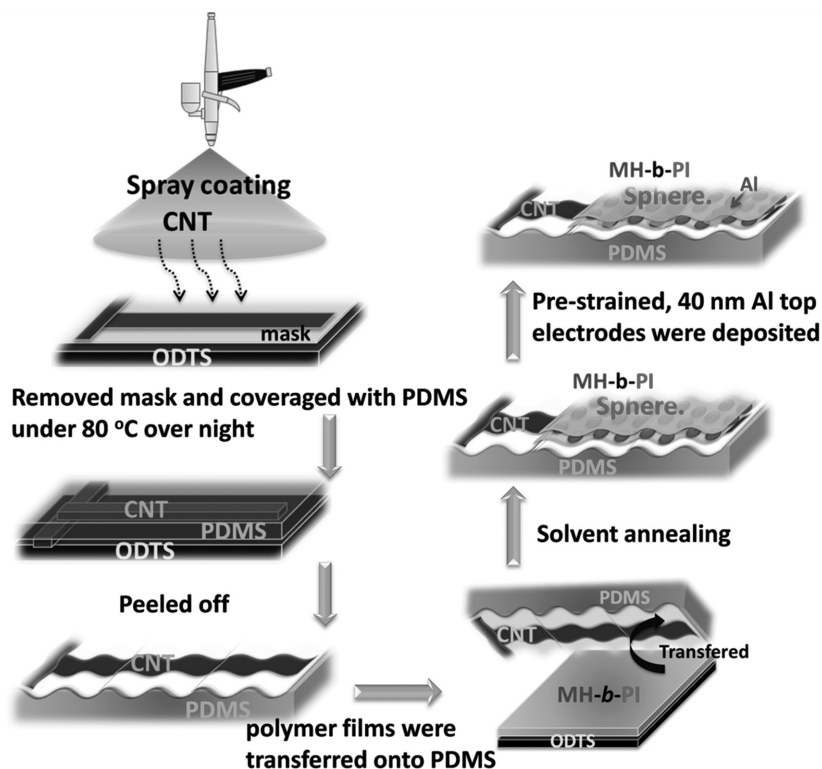 Spray coating
CNT
mask
ODTS
Removed mask and coveraged with PDMS
under 80 ºC over night
CNT
PDMS
ODTS
Peeled off
CNT
PDMS
polymer films were
transferred onto PDMS
PDMS
CNT
Transfered
MH-b-PI
ODTS
Solvent annealing
MH-b-PI
Sphere.
CNT
PDMS
Pre-strained, 40 nm Al top
electrodes were deposited
MH-b-PI
Al
Sphere.
CNT
PDMS